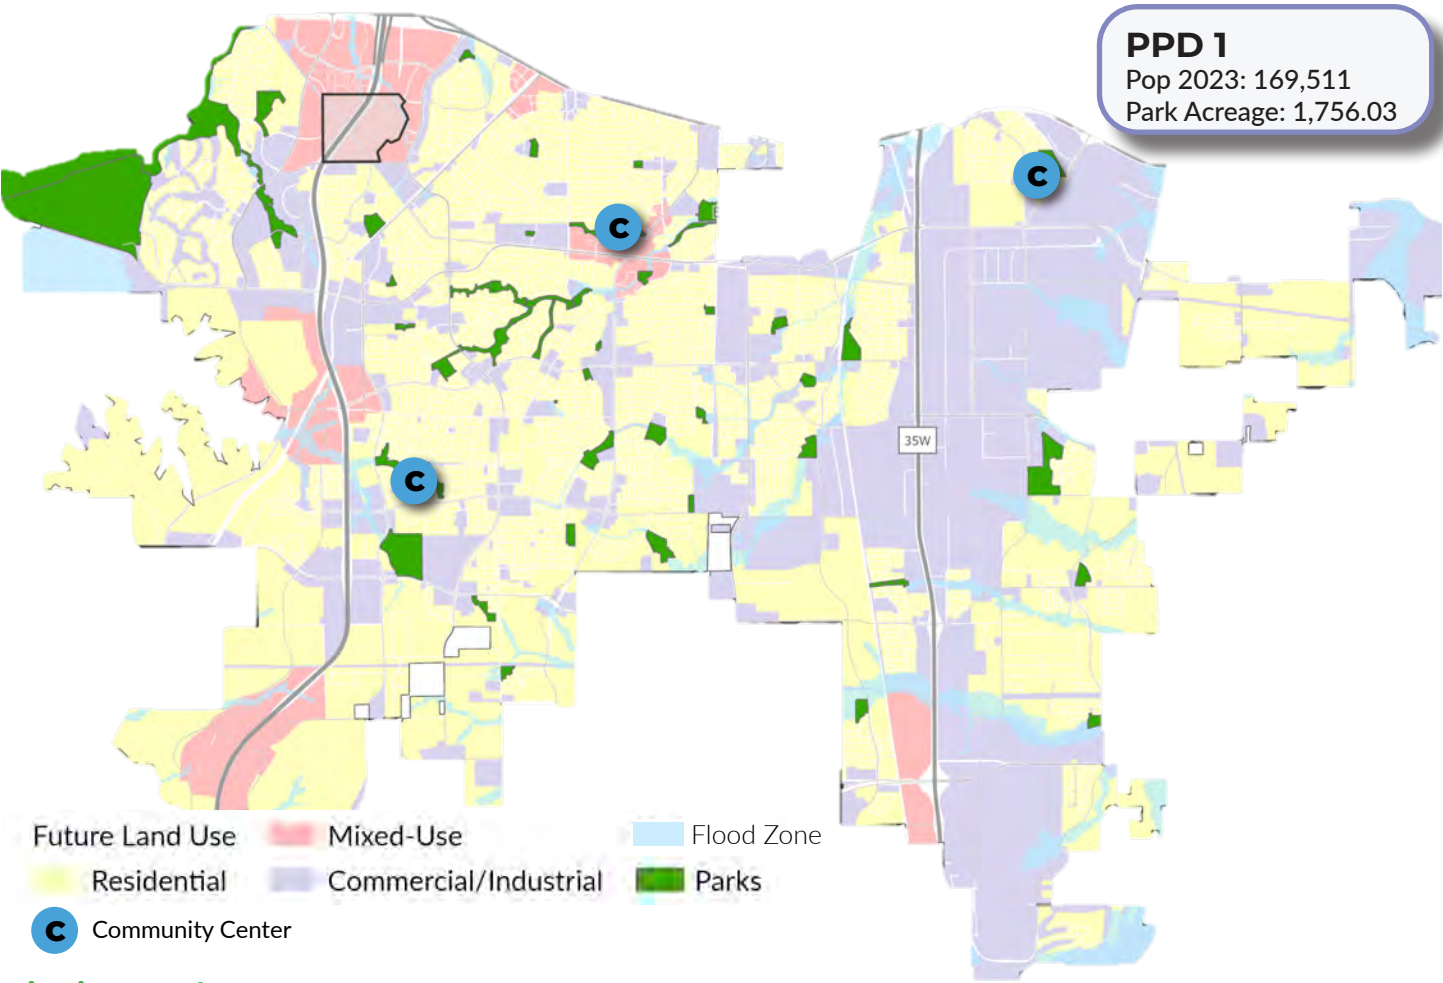 PPD 1
Pop 2023: 169,511
Park Acreage: 1,756.03
C
C
C
35W
Future Land Use
Mixed-Use
Flood Zone
Residential
Commercial/Industrial
Parks
C
Community Center